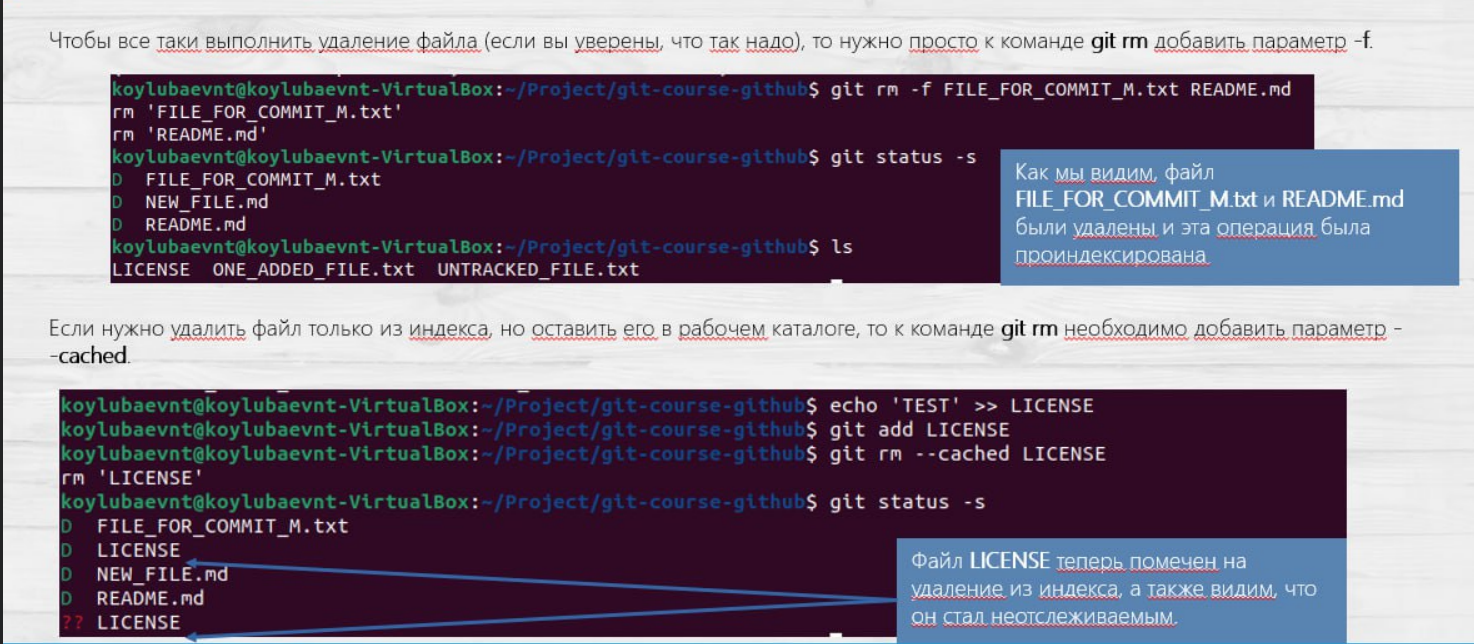 Чтобы все таки выполнить удаление файла (если вы уверены, что так надо), то нужно просто к команде git rm добавить параметр -f.
koylubaevnt@koylubaevnt-VirtualBox:~/Project/git-course-github$ git rm -f FILE_FOR_COMMIT_M.txt README.md
rm 'FILE_FOR_COMMIT_M.txt'
rm 'README.md'
koylubaevnt@koylubaevnt-VirtualBox:~/Project/git-course-github$ git status -s
D  FILE_FOR_COMMIT_M.txt
D  NEW_FILE.md
D  README.md
koylubaevnt@koylubaevnt-VirtualBox:~/Project/git-course-github$ ls
LICENSE  ONE_ADDED_FILE.txt  UNTRACKED_FILE.txt
Как мы видим, файл
FILE_FOR_COMMIT_M.txt и README.md
были удалены и эта операция была
проиндексирована
Если нужно удалить файл только из индекса, но оставить его в рабочем каталоге, то к команде git rm необходимо добавить параметр -
-cached.
koylubaevnt@koylubaevnt-VirtualBox:~/Project/git-course-github$ echo 'TEST' >> LICENSE
koylubaevnt@koylubaevnt-VirtualBox:~/Project/git-course-github$ git add LICENSE
koylubaevnt@koylubaevnt-VirtualBox:~/Project/git-course-github$ git rm --cached LICENSE
rm 'LICENSE'
koylubaevnt@koylubaevnt-VirtualBox:~/Project/git-course-github$ git status -s
D  FILE_FOR_COMMIT_M.txt
D  LICENSE
D  NEW_FILE.md
D  README.md
?? LICENSE
Файл LICENSE теперь помечен на
удаление из индекса, а также видим, что
он стал неотслеживаемым.